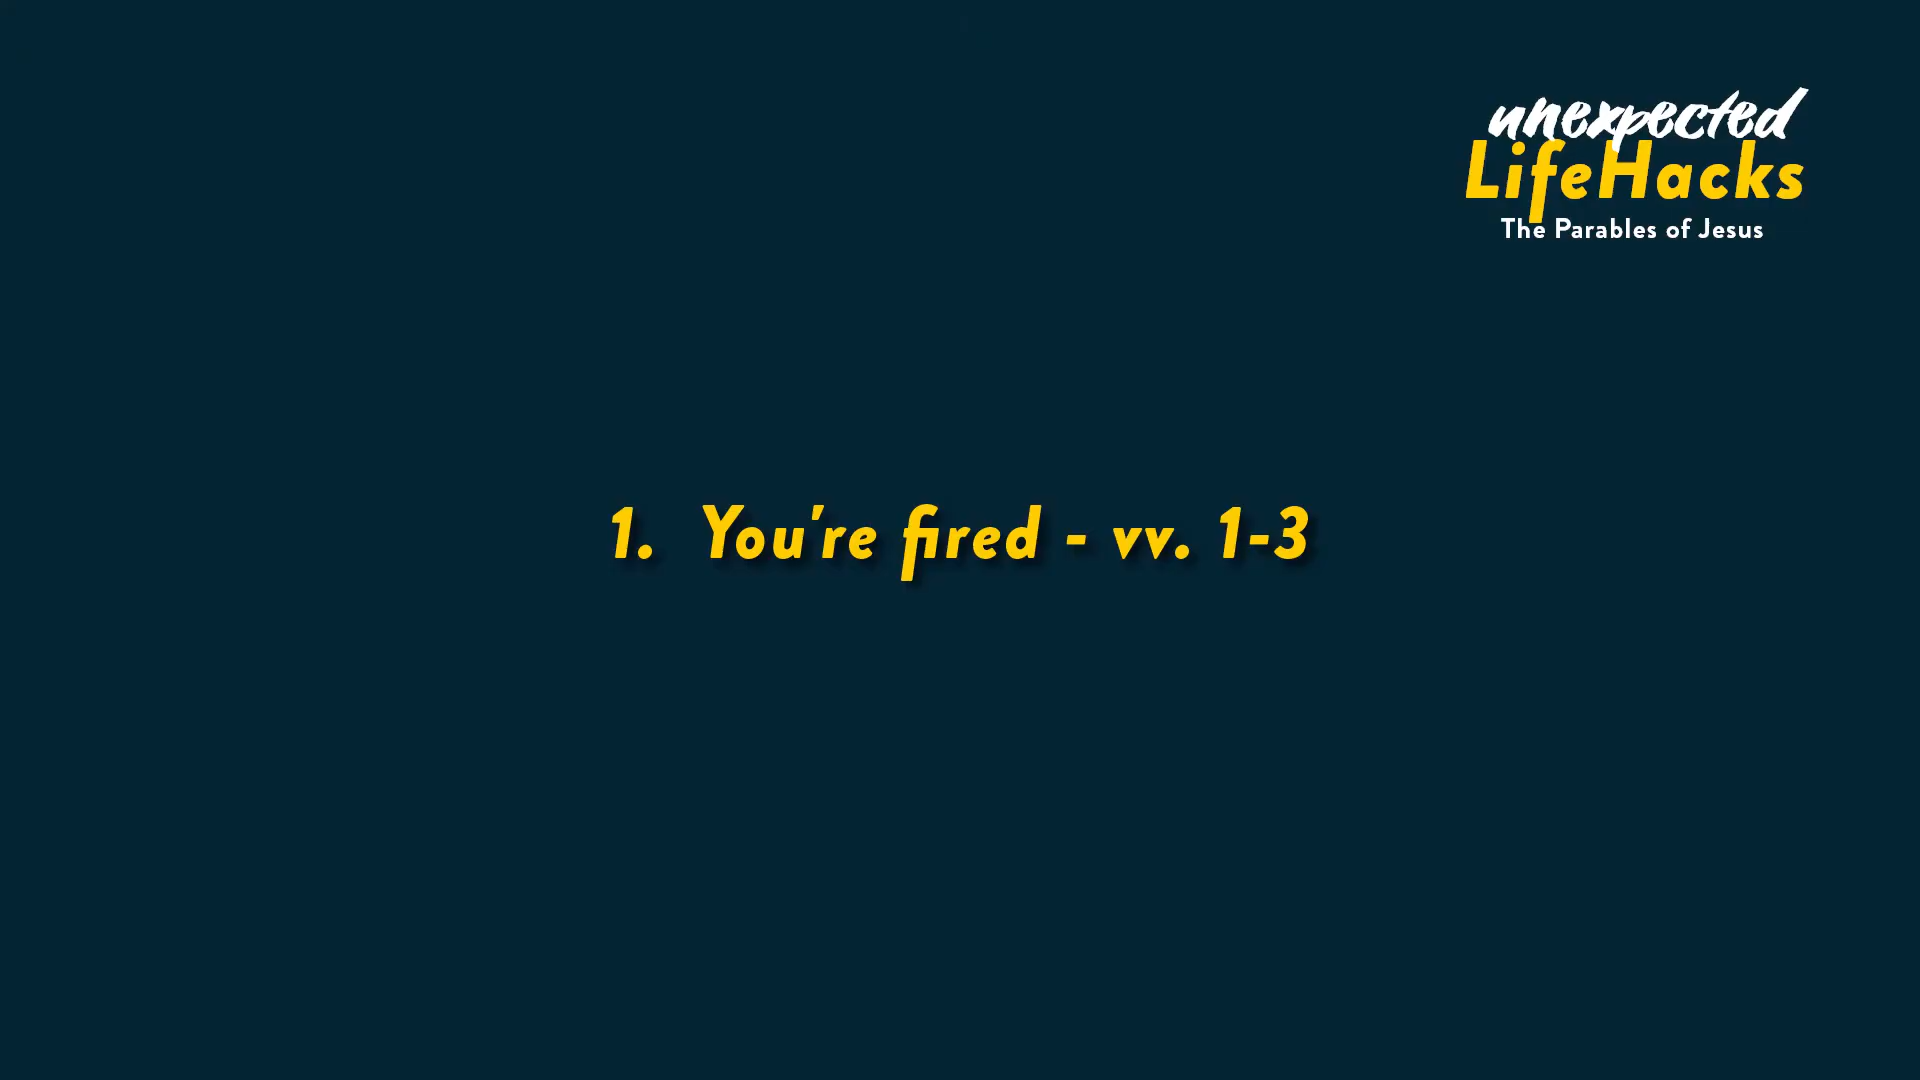 unexpected
LifeHacks
The Parables of Jesus
1. You're fired - vv. 1-3